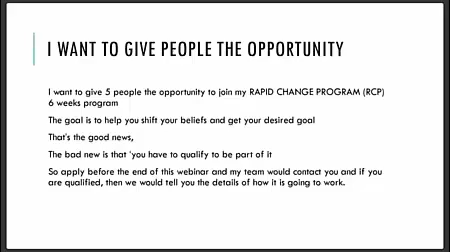 I WANT TO GIVE PEOPLE THE OPPORTUNITY
I want to give 5 people the opportunity to join my RAPID CHANGE PROGRAM (RCP)
6 weeks program
The goal is to help you shift your beliefs and get your desired goal
That's the good news,
The bad new is that 'you have to qualify to be part of it
So apply before the end of this webinar and my team would contact you and if you
are qualified, then we would tell you the details of how it is going to work.